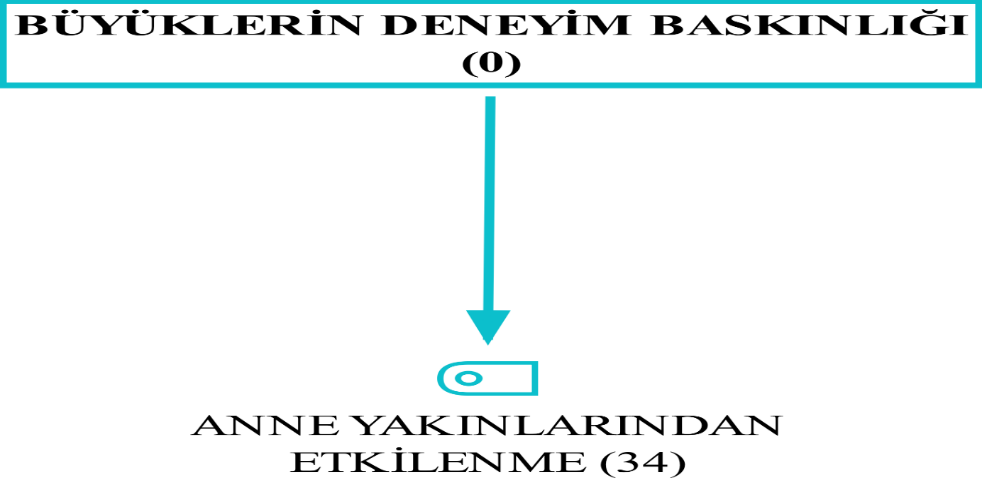 BÜYÜKLERİN DENEYİM BASKINLIĞI
(0)
ANNE YAKINLARINDAN
ETKİLENME (34)